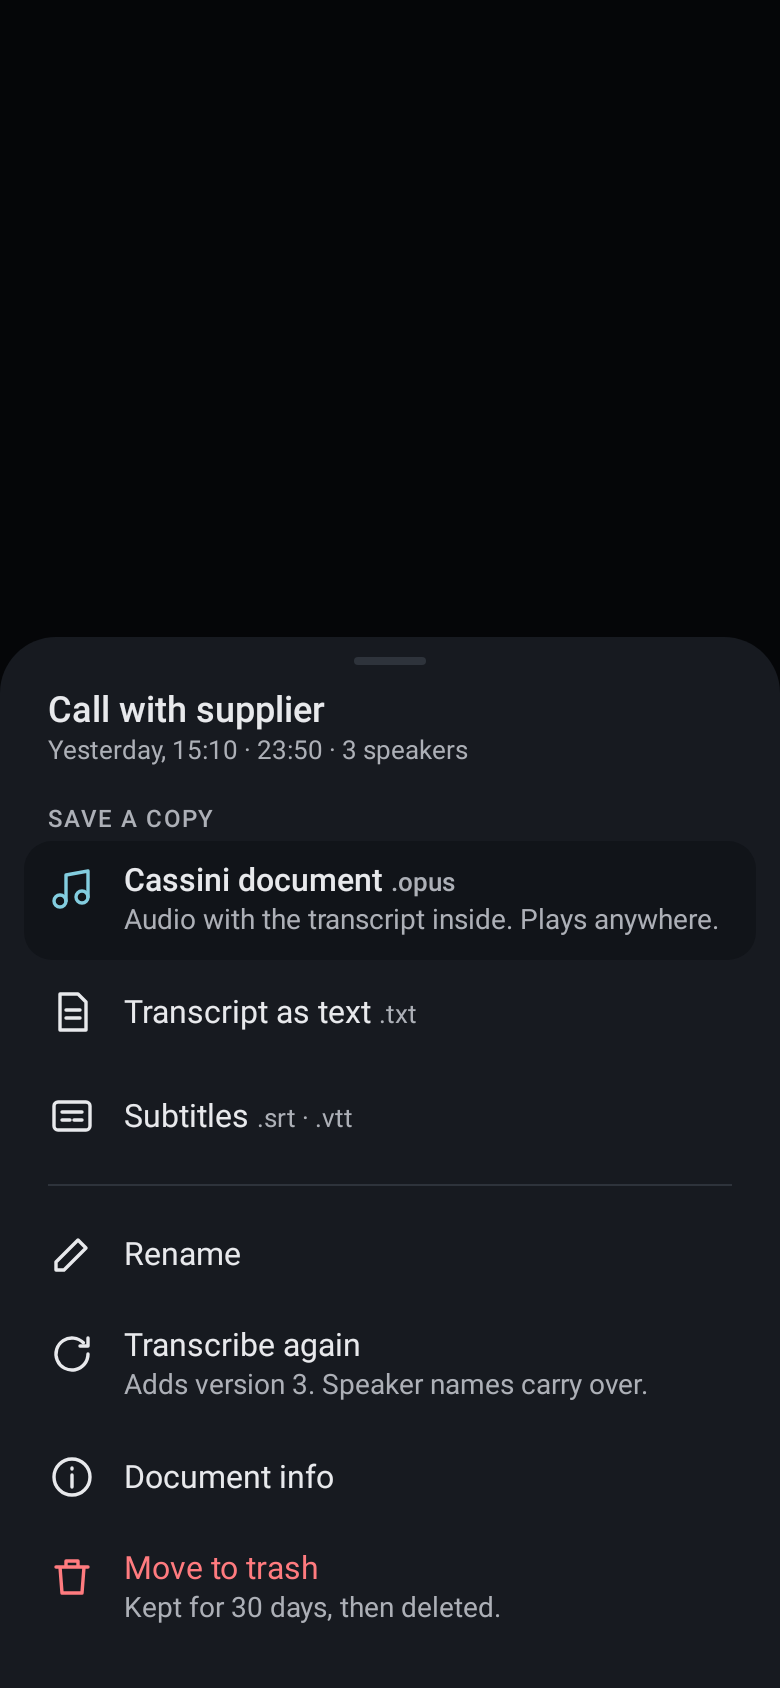 Call with supplier
Yesterday, 15:10 · 23:50 · 3 speakers
SAVE A COPY
Cassini document .opus
Audio with the transcript inside. Plays anywhere.
Transcript as text .txt
Subtitles .srt · .vtt
Rename
Transcribe again
Adds version 3. Speaker names carry over.
Document info
Move to trash
Kept for 30 days, then deleted.